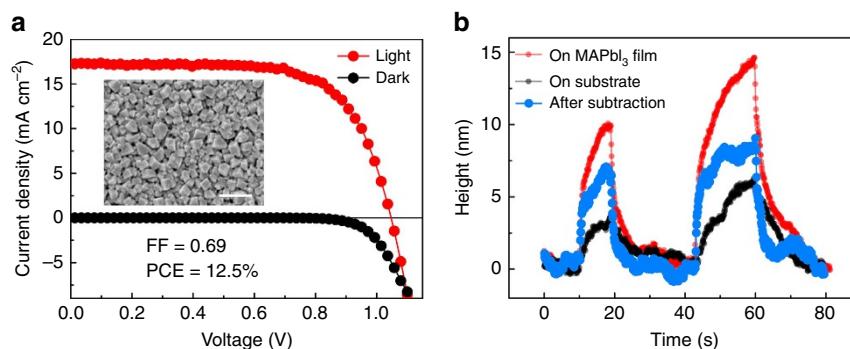 a
20
15
10
5
0
−5
Current density (mA cm⁻²)
Light
Dark
FF = 0.69
PCE = 12.5%
0.0 0.2 0.4 0.6 0.8 1.0
Voltage (V)
b
15
10
5
0
Height (nm)
On MAPbI₃ film
On substrate
After subtraction
0 20 40 60 80
Time (s)